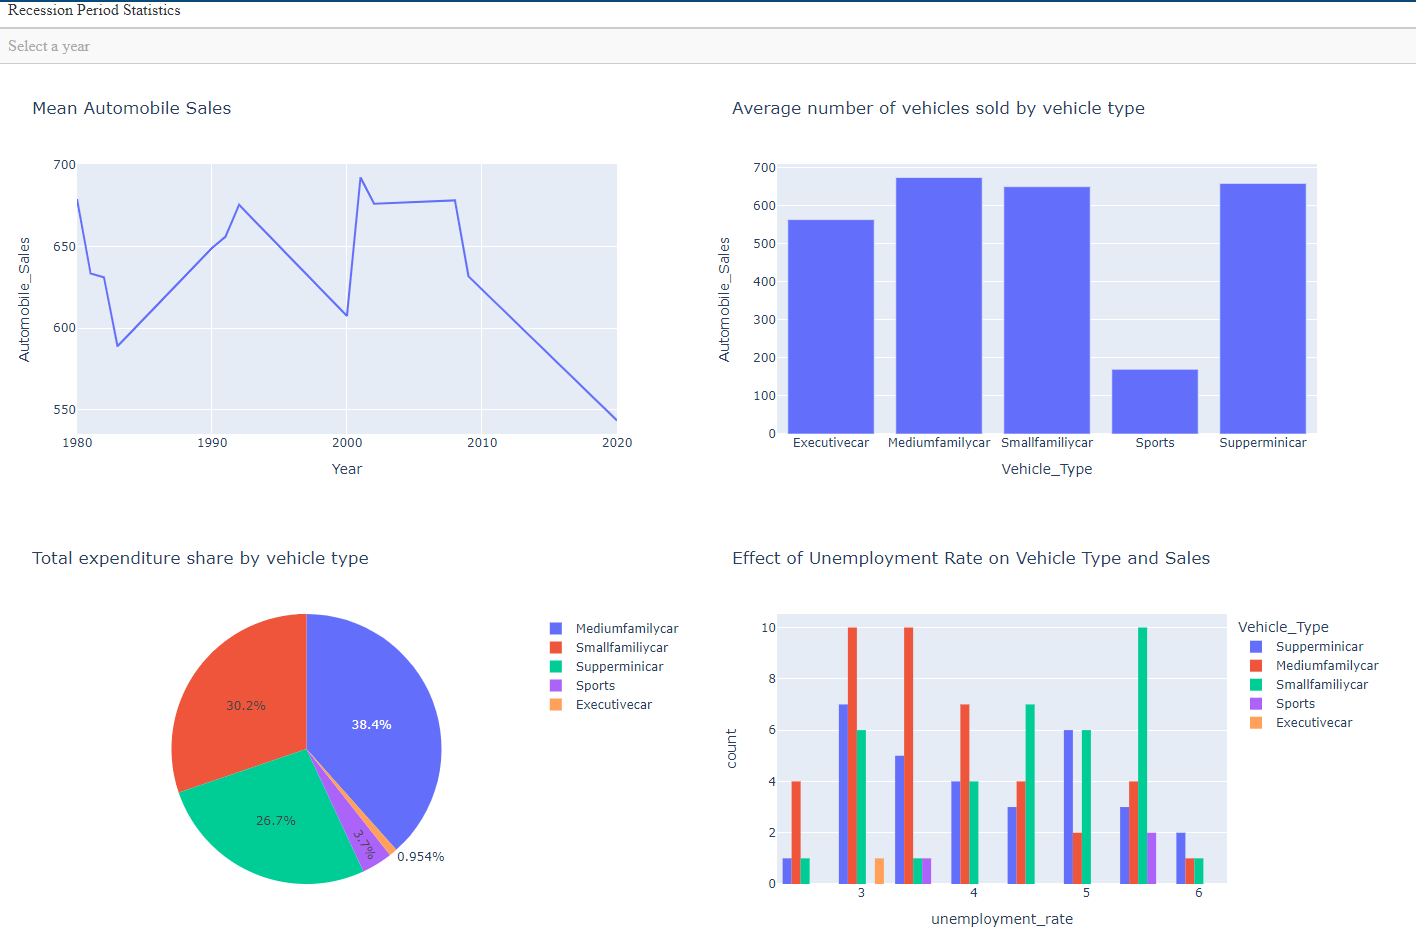 Recession Period Statistics
Select a year
Mean Automobile Sales
700
650
600
550
Automobile_Sales
1980 1990 2000 2010 2020
Year
Average number of vehicles sold by vehicle type
700
600
500
400
300
200
100
0
Automobile_Sales
Executivecar Mediumfamilycar Smallfamiliycar Sports Supperminicar
Vehicle_Type
Total expenditure share by vehicle type
30.2%
38.4%
26.7%
3.7%
0.954%
Mediumfamilycar
Smallfamiliycar
Supperminicar
Sports
Executivecar
Effect of Unemployment Rate on Vehicle Type and Sales
10
8
6
4
2
0
count
3 4 5 6
unemployment_rate
Vehicle_Type
Supperminicar
Mediumfamilycar
Smallfamiliycar
Sports
Executivecar